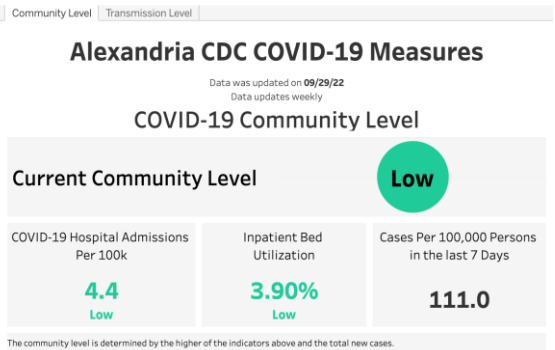 Community Level
Transmission Level
Alexandria CDC COVID-19 Measures
Data was updated on 09/29/22
Data updates weekly
COVID-19 Community Level
Current Community Level
Low
COVID-19 Hospital Admissions
Per 100k
4.4
Low
Inpatient Bed
Utilization
3.90%
Low
Cases Per 100,000 Persons
in the last 7 Days
111.0
The community level is determined by the higher of the indicators above and the total new cases.